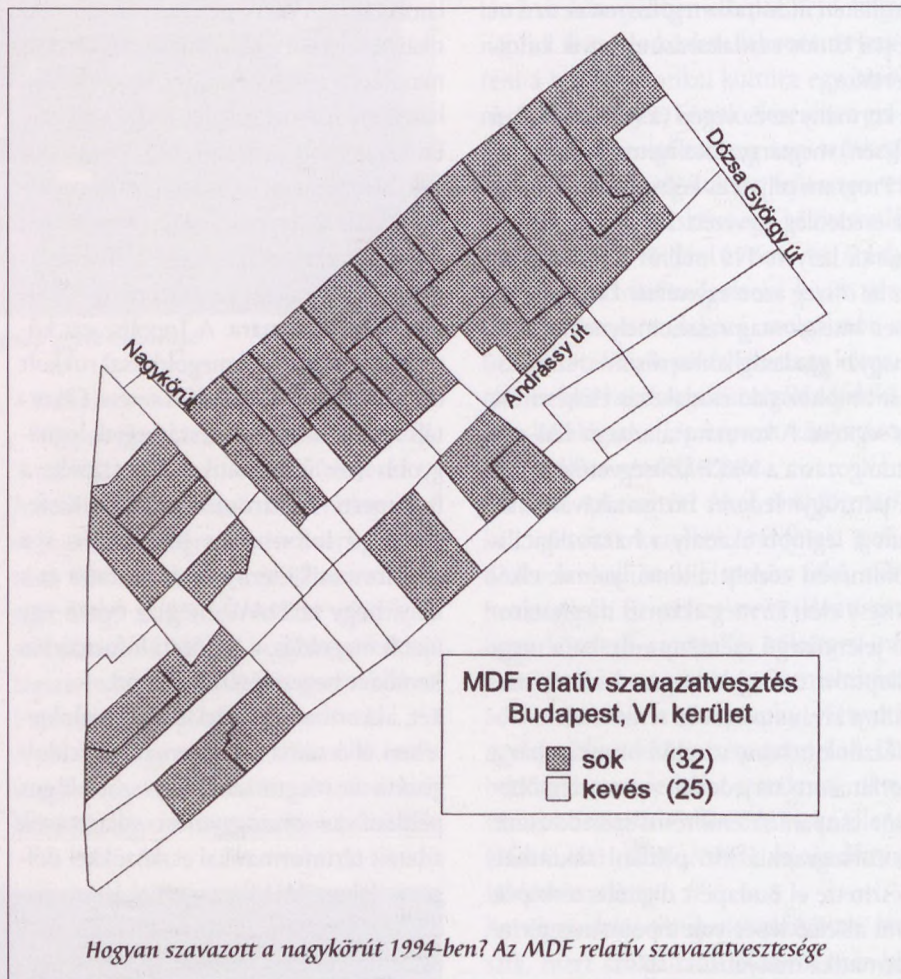 Dózsa György út
Nagykörút
Andrássy út
MDF relatív szavazatvesztés
Budapest, VI. kerület
sok (32)
kevés (25)
Hogyan szavazott a nagykörút 1994-ben? Az MDF relatív szavazatvesztesége